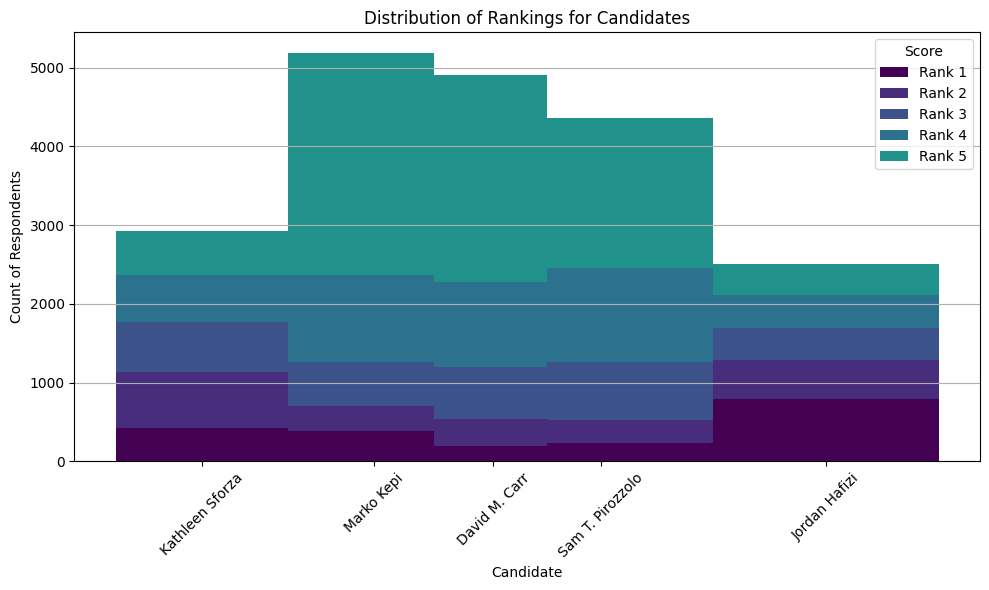 Distribution of Rankings for Candidates
Count of Respondents
5000
4000
3000
2000
1000
0
Score
Rank 1
Rank 2
Rank 3
Rank 4
Rank 5
Kathleen Sforza
Marko Kepi
David M. Carr
Sam T. Pirozzolo
Jordan Hafizi
Candidate